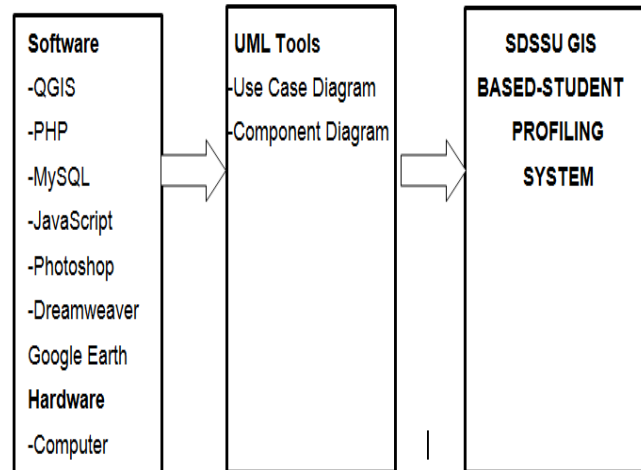 Software
-QGIS
-PHP
-MySQL
-JavaScript
-Photoshop
-Dreamweaver
Google Earth
Hardware
-Computer
UML Tools
-Use Case Diagram
-Component Diagram
SDSSU GIS
BASED-STUDENT
PROFILING
SYSTEM